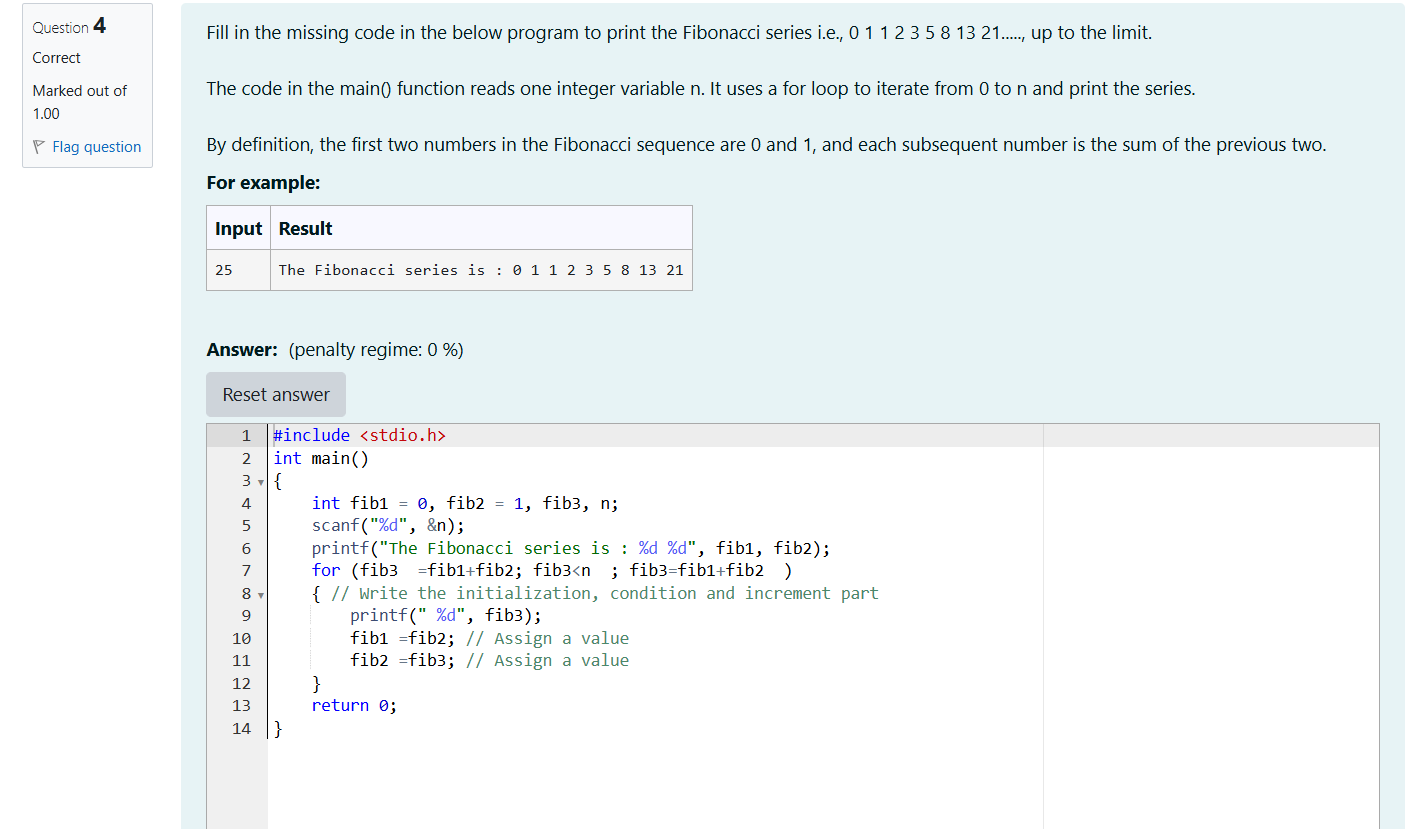 Question 4
Correct
Marked out of
1.00
Flag question
Fill in the missing code in the below program to print the Fibonacci series i.e., 0 1 1 2 3 5 8 13 21....., up to the limit.
The code in the main() function reads one integer variable n. It uses a for loop to iterate from 0 to n and print the series.
By definition, the first two numbers in the Fibonacci sequence are 0 and 1, and each subsequent number is the sum of the previous two.
For example:
Input Result
25 The Fibonacci series is : 0 1 1 2 3 5 8 13 21
Answer: (penalty regime: 0 %)
Reset answer
1 #include <stdio.h>
2 int main()
3 {
4     int fib1 = 0, fib2 = 1, fib3, n;
5     scanf("%d", &n);
6     printf("The Fibonacci series is : %d %d", fib1, fib2);
7     for (fib3  =fib1+fib2; fib3<n  ; fib3=fib1+fib2  )
8     { // Write the initialization, condition and increment part
9         printf(" %d", fib3);
10         fib1 =fib2; // Assign a value
11         fib2 =fib3; // Assign a value
12     }
13     return 0;
14 }